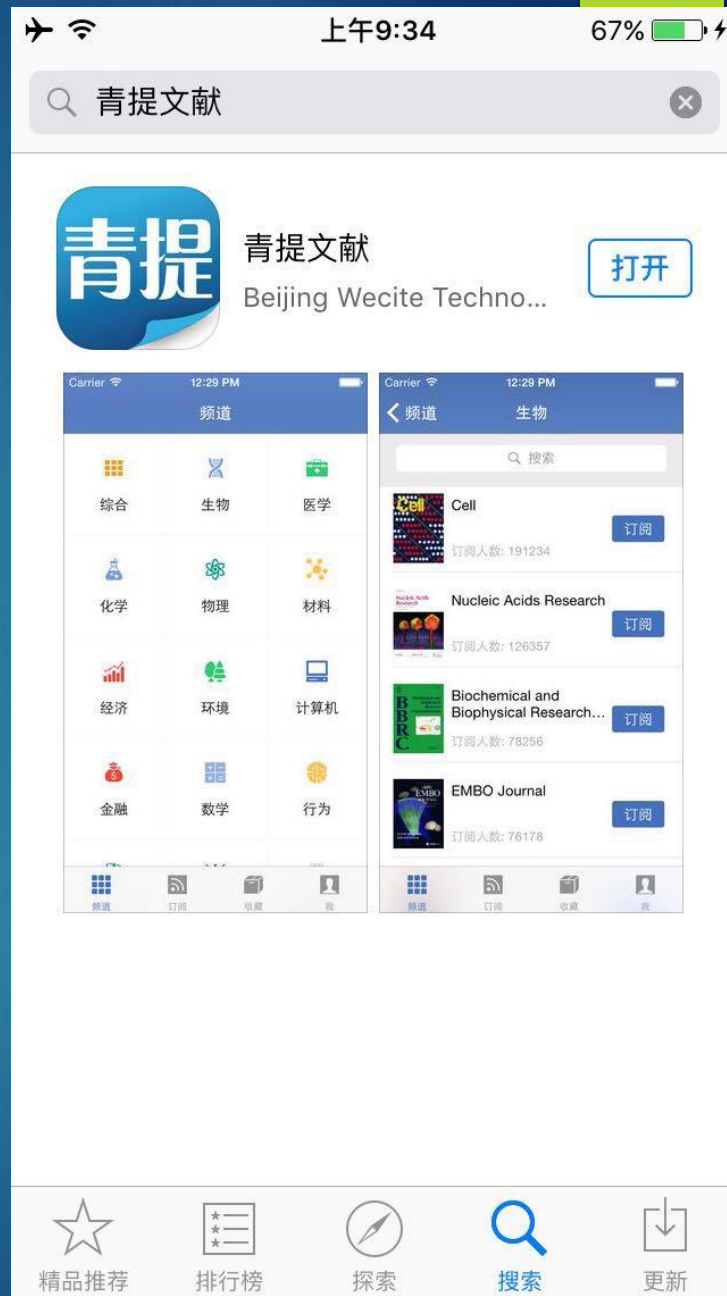 上午9:34
67%
青提文献
青提
青提文献
Beijing Wecite Techno...
打开
Carrier
12:29 PM
频道
综合
生物
医学
化学
物理
材料
经济
环境
计算机
金融
数学
行为
频道
订阅
收藏
我
Carrier
12:29 PM
频道
生物
搜索
Cell
Cell
订阅人数: 191234
订阅
Nucleic Acids Research
Nucleic Acids Research
订阅人数: 126357
订阅
BBRC
Biochemical and
Biophysical Research...
订阅人数: 78256
订阅
EMBO
EMBO Journal
订阅人数: 76178
订阅
频道
订阅
收藏
我
精品推荐
排行榜
探索
搜索
更新